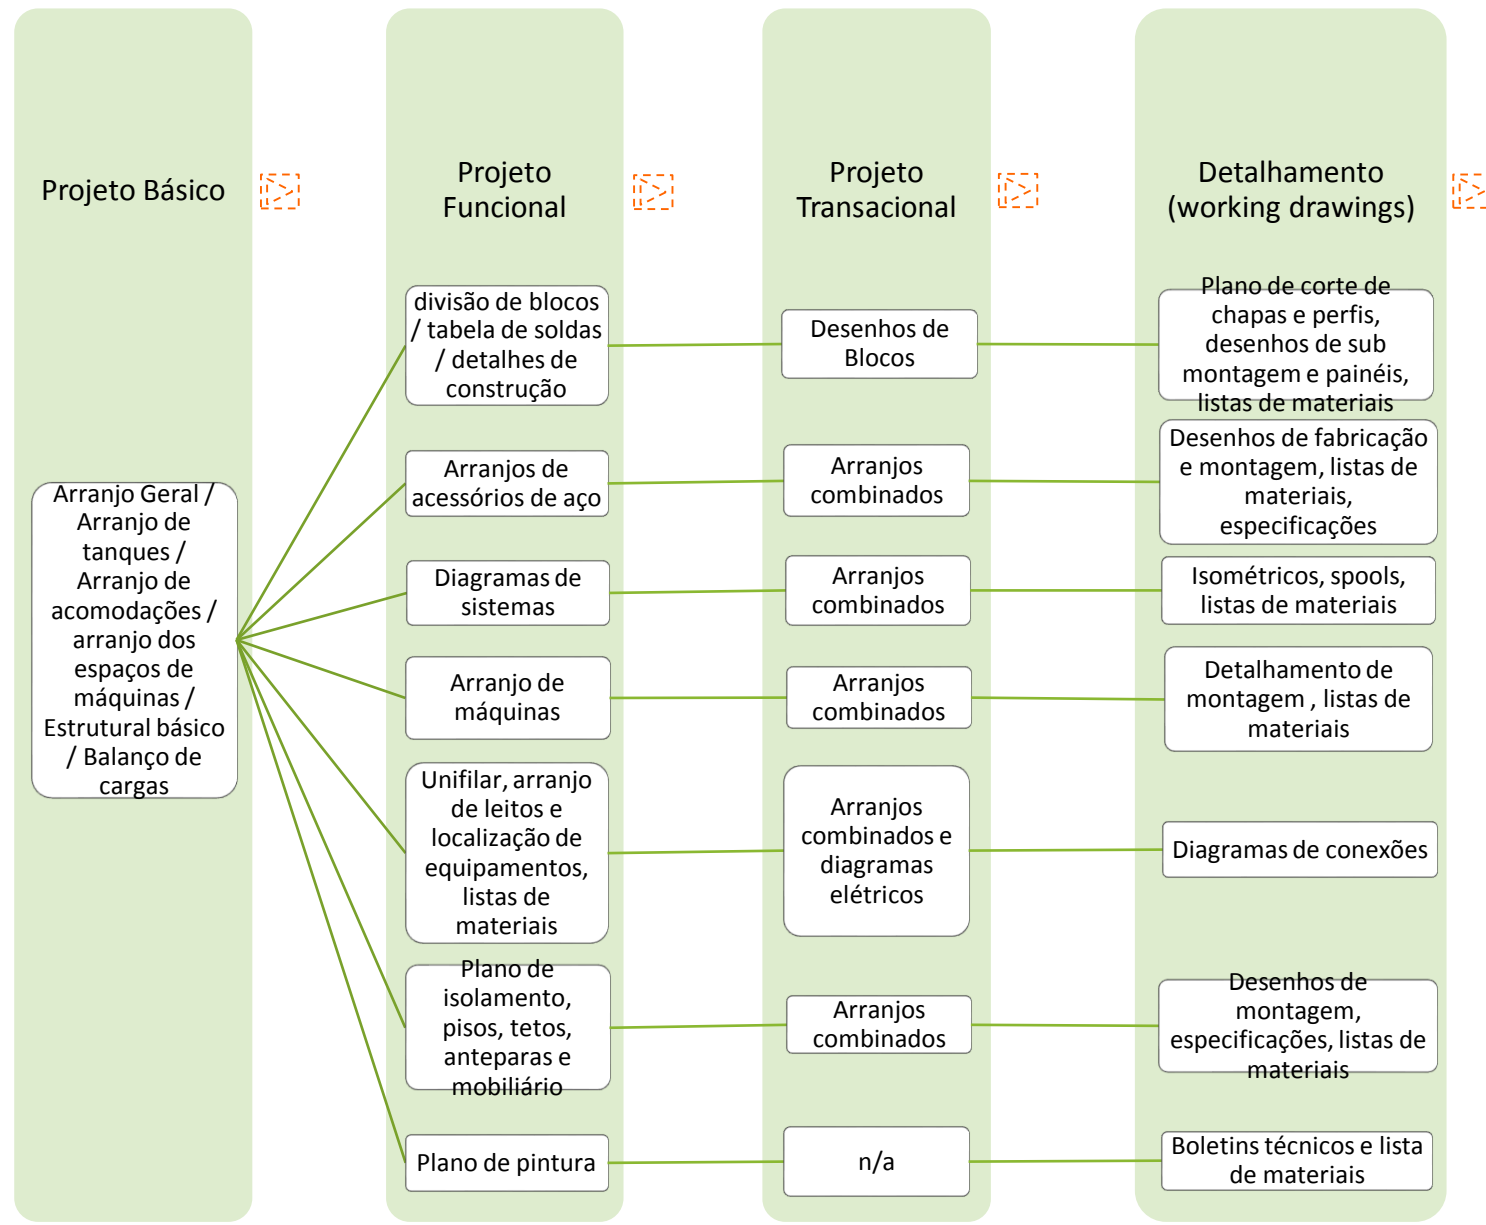 Projeto Básico
Projeto
Funcional
Projeto
Transacional
Detalhamento
(working drawings)
Arranjo Geral /
Arranjo de
tanques /
Arranjo de
acomodações /
arranjo dos
espaços de
máquinas /
Estrutural básico
/ Balanço de
cargas
divisão de blocos
/ tabela de soldas
/ detalhes de
construção
Desenhos de
Blocos
Plano de corte de
chapas e perfis,
desenhos de sub
montagem e painéis,
listas de materiais
Arranjos de
acessórios de aço
Arranjos
combinados
Desenhos de fabricação
e montagem, listas de
materiais,
especificações
Diagramas de
sistemas
Arranjos
combinados
Isométricos, spools,
listas de materiais
Arranjo de
máquinas
Arranjos
combinados
Detalhamento de
montagem , listas de
materiais
Unifilar, arranjo
de leitos e
localização de
equipamentos,
listas de
materiais
Arranjos
combinados e
diagramas
elétricos
Diagramas de conexões
Plano de
isolamento,
pisos, tetos,
anteparas e
mobiliário
Arranjos
combinados
Desenhos de
montagem,
especificações, listas de
materiais
Plano de pintura
n/a
Boletins técnicos e lista
de materiais